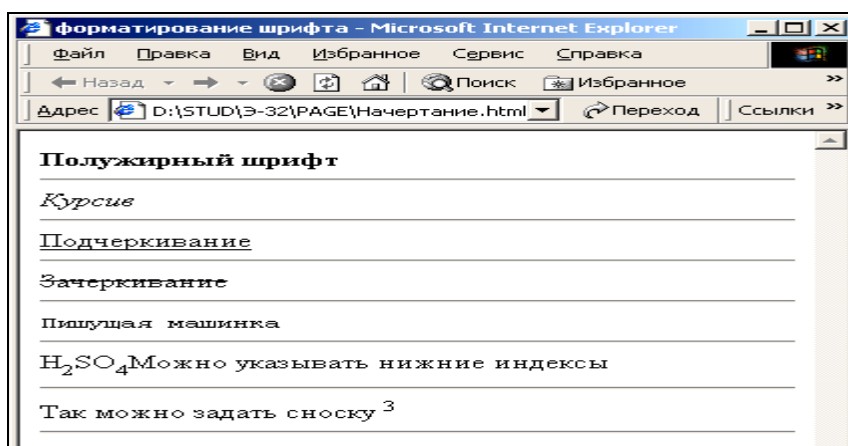 форматирование шрифта - Microsoft Internet Explorer
Файл Правка Вид Избранное Сервис Справка
Назад Поиск Избранное »
Адрес D:\STUD\Э-32\PAGE\Начертание.html Переход Ссылки »
Полужирный шрифт
Курсив
Подчеркивание
Зачеркивание
Пишущая машинка
H₂SO₄Можно указывать нижние индексы
Так можно задать сноску ³